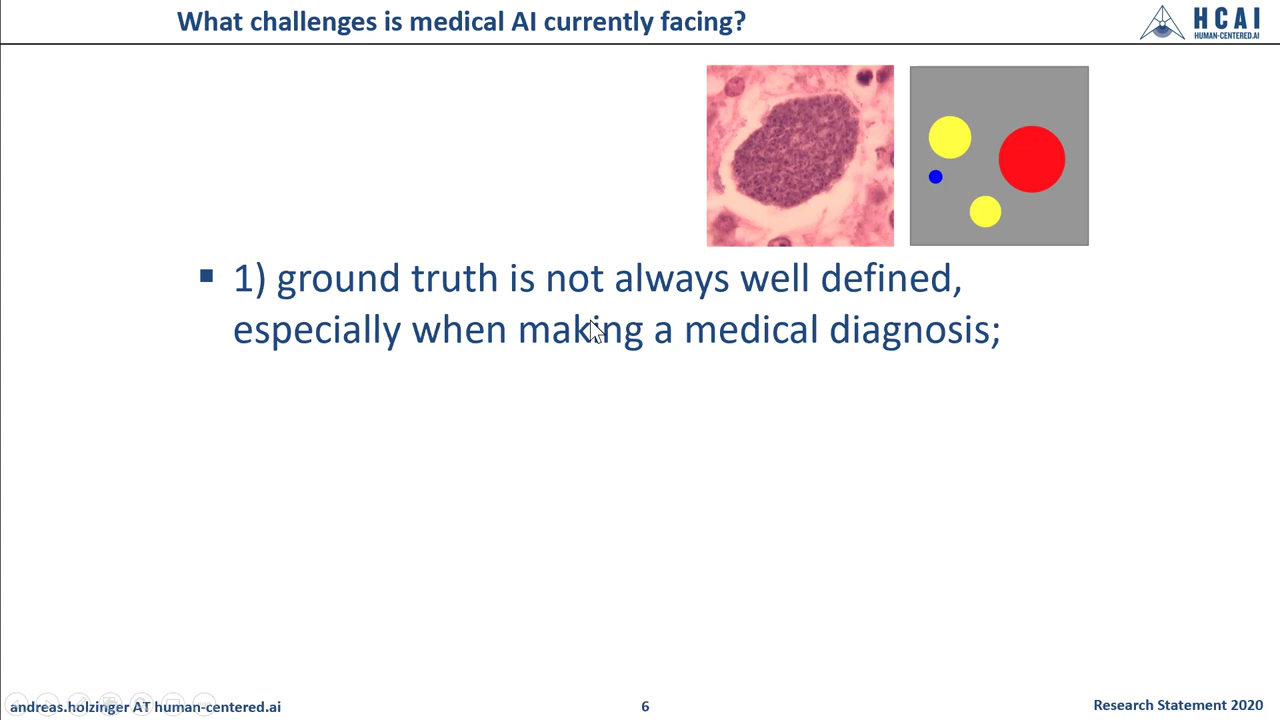 What challenges is medical AI currently facing?
HCAI
HUMAN-CENTERED.AI
▪ 1) ground truth is not always well defined,
especially when making a medical diagnosis;
andreas.holzinger AT human-centered.ai
6
Research Statement 2020